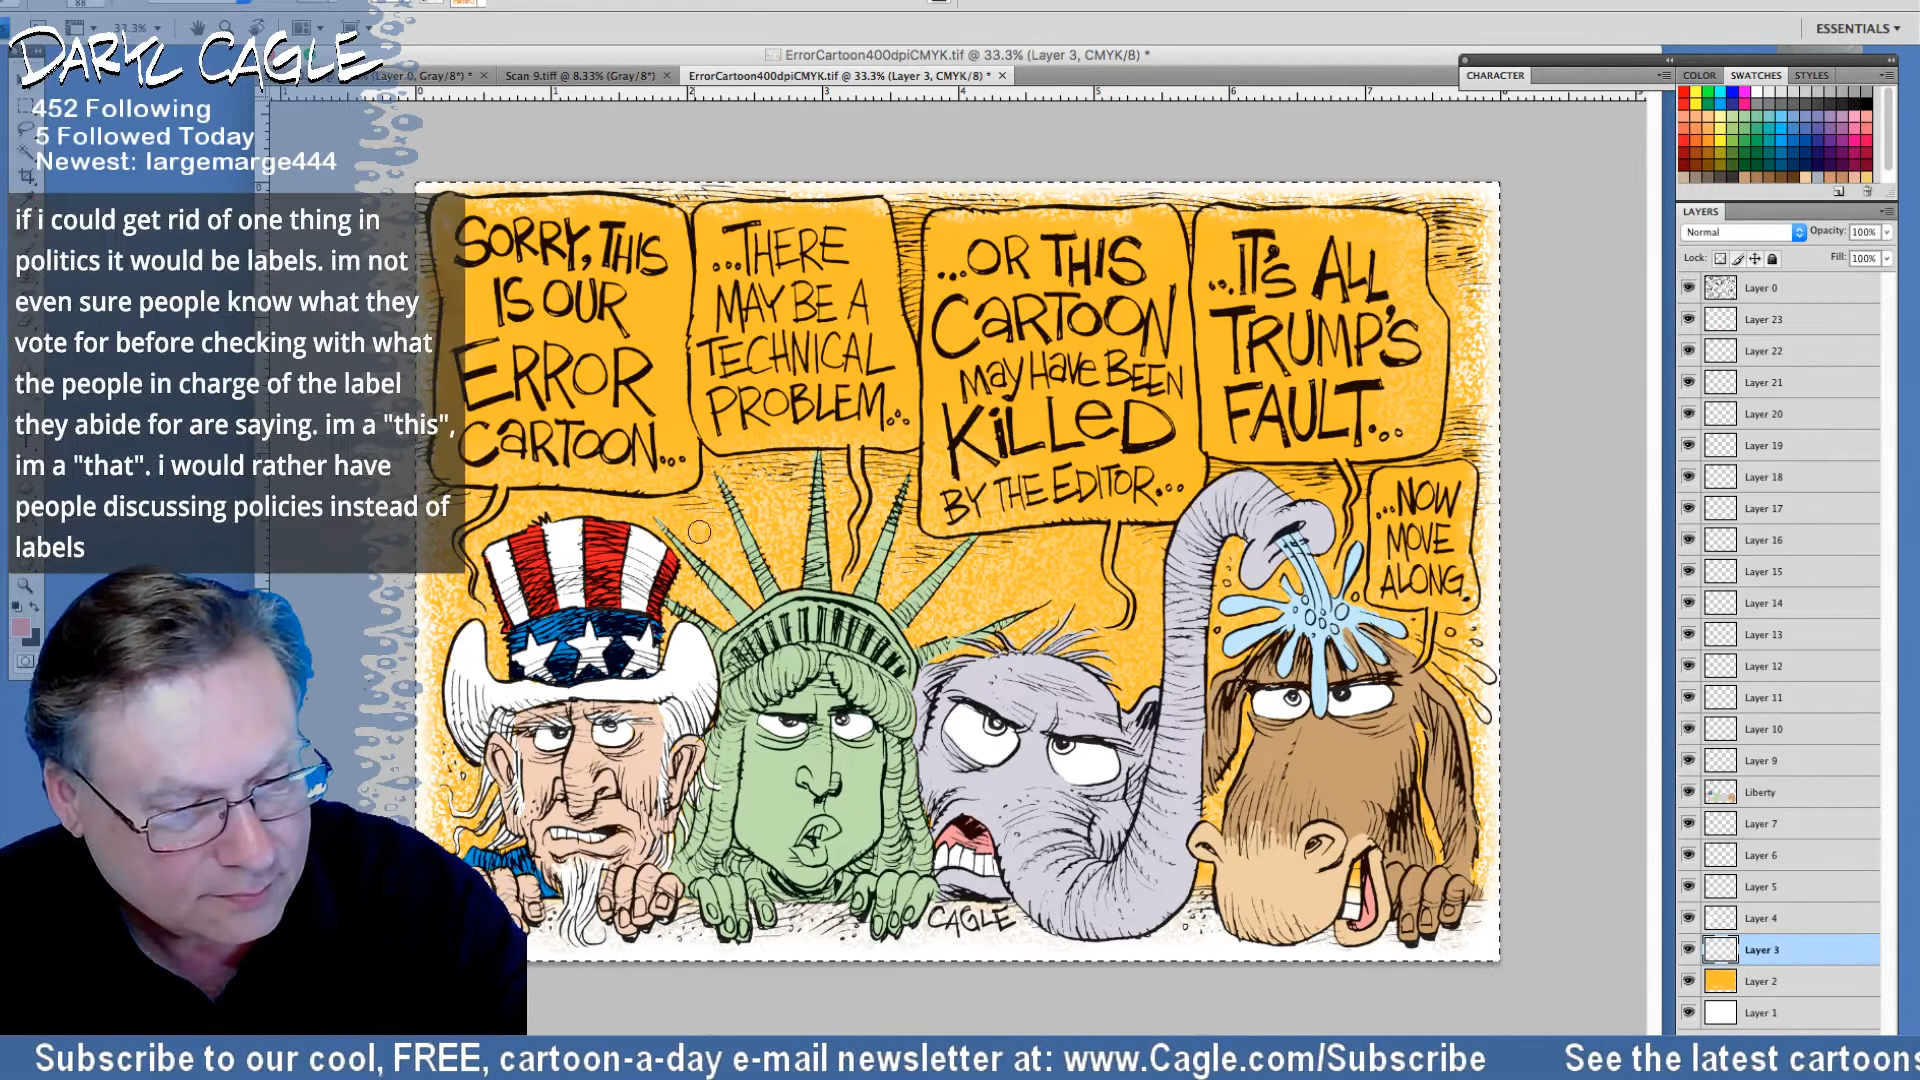 88
33.3%
ESSENTIALS
DARYL CAGLE
452 Following
5 Followed Today
Newest: largemarge444
ErrorCartoon400dpiCMYK.tif @ 33.3% (Layer 3, CMYK/8) *
(Layer 0, Gray/8*) *
Scan 9.tiff @ 8.33% (Gray/8)
ErrorCartoon400dpiCMYK.tif @ 33.3% (Layer 3, CMYK/8) *
if i could get rid of one thing in
politics it would be labels. im not
even sure people know what they
vote for before checking with what
the people in charge of the label
they abide for are saying. im a "this",
im a "that". i would rather have
people discussing policies instead of
labels
SORRY, THIS
IS OUR
ERROR
CARTOON...
...THERE
MAY BE A
TECHNICAL
PROBLEM...
...OR THIS
CARTOON
MAY HAVE BEEN
KILLED
BY THE EDITOR...
...IT'S ALL
TRUMP'S
FAULT...
...NOW
MOVE
ALONG.
CAGLE
CHARACTER
COLOR
SWATCHES
STYLES
LAYERS
Normal
Opacity: 100%
Lock:
Fill: 100%
Layer 0
Layer 23
Layer 22
Layer 21
Layer 20
Layer 19
Layer 18
Layer 17
Layer 16
Layer 15
Layer 14
Layer 13
Layer 12
Layer 11
Layer 10
Layer 9
Liberty
Layer 7
Layer 6
Layer 5
Layer 4
Layer 3
Layer 2
Layer 1
Subscribe to our cool, FREE, cartoon-a-day e-mail newsletter at: www.Cagle.com/Subscribe
See the latest cartoons